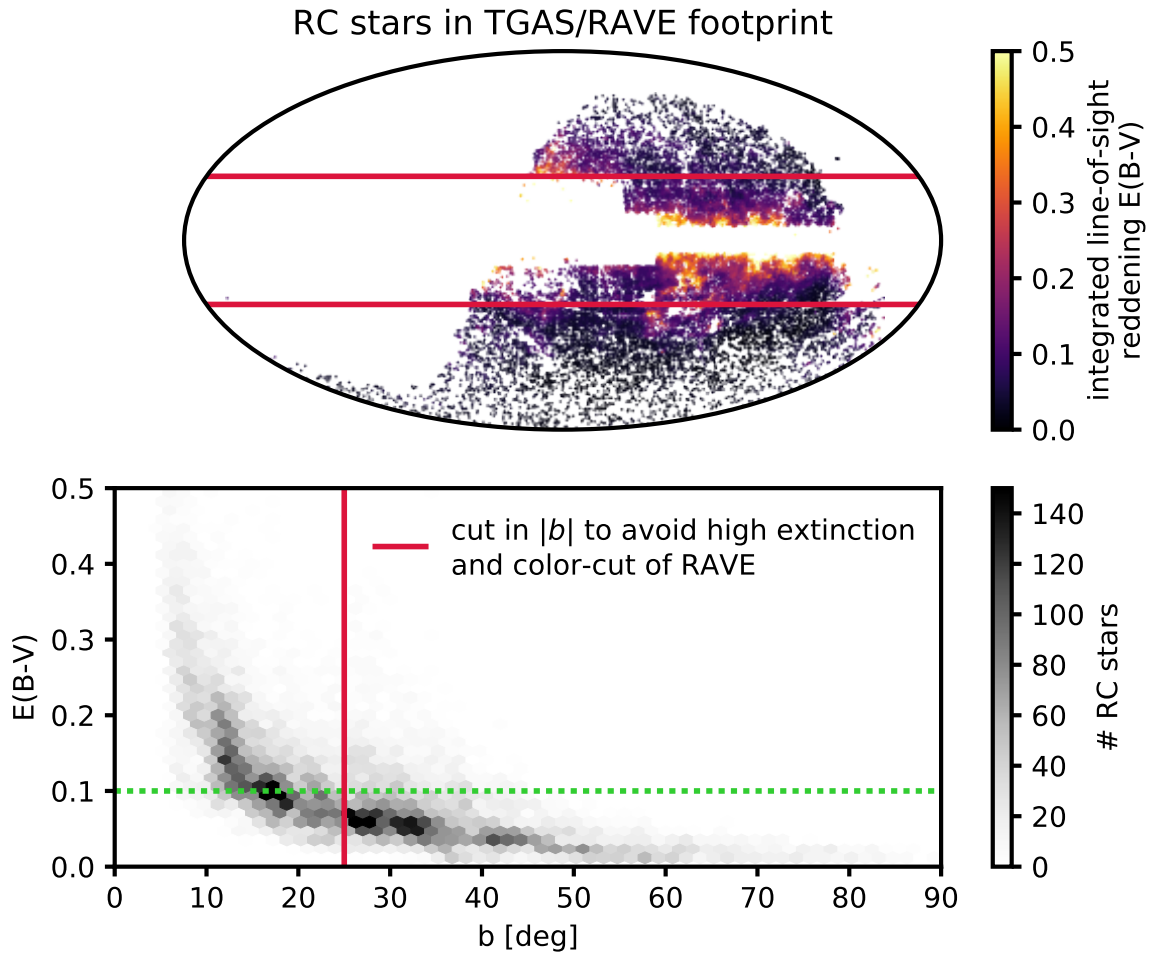 RC stars in TGAS/RAVE footprint
0.5
0.4
0.3
0.2
0.1
0.0
integrated line-of-sight
reddening E(B-V)
0.5
0.4
0.3
0.2
0.1
0.0
E(B-V)
cut in |b| to avoid high extinction
and color-cut of RAVE
0 10 20 30 40 50 60 70 80 90
b [deg]
140
120
100
80
60
40
20
0
# RC stars